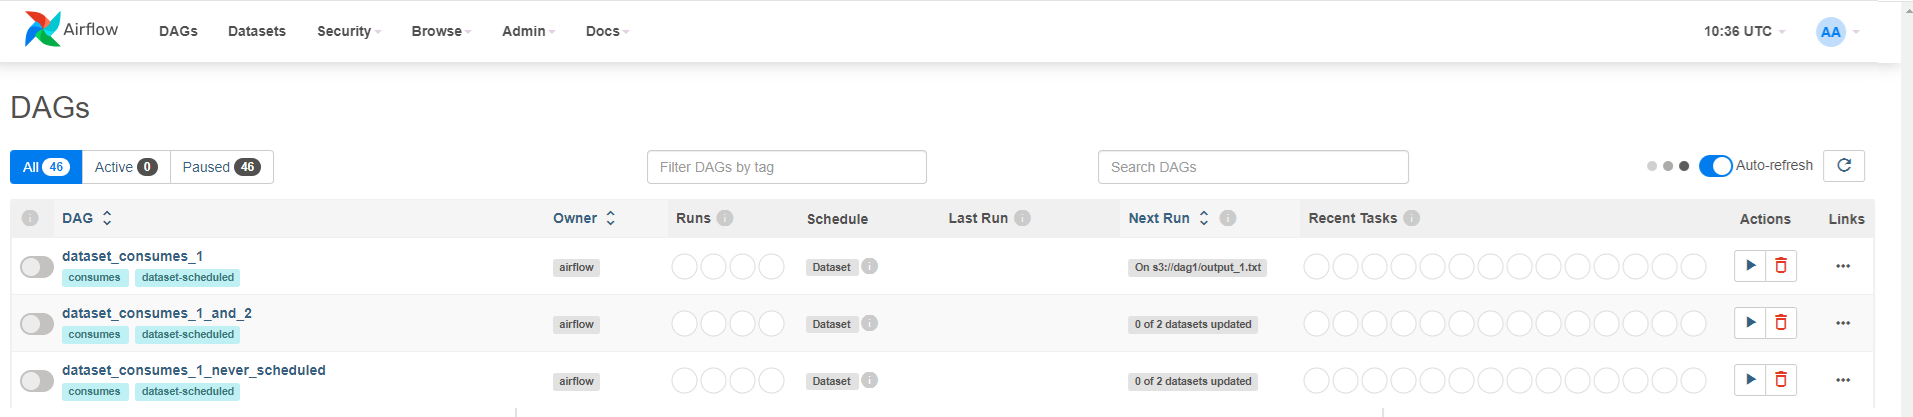 Airflow DAGs Datasets Security Browse Admin Docs 10:36 UTC AA
DAGs
All 46 Active 0 Paused 46 Filter DAGs by tag Search DAGs Auto-refresh
DAG Owner Runs Schedule Last Run Next Run Recent Tasks Actions Links
dataset_consumes_1
consumes dataset-scheduled airflow Dataset On s3://dag1/output_1.txt
dataset_consumes_1_and_2
consumes dataset-scheduled airflow Dataset 0 of 2 datasets updated
dataset_consumes_1_never_scheduled
consumes dataset-scheduled airflow Dataset 0 of 2 datasets updated